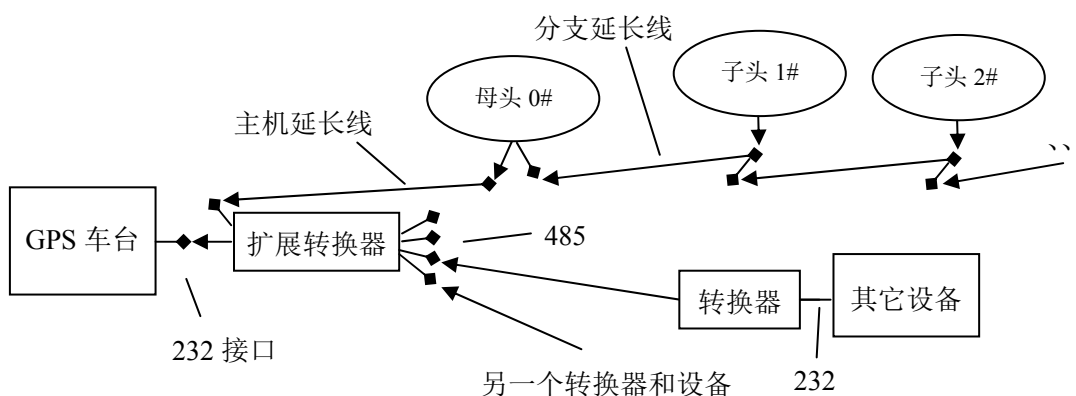 分支延长线
子头 1#
子头 2#
母头 0#
主机延长线
、、
GPS 车台
扩展转换器
485
转换器
其它设备
232 接口
另一个转换器和设备
232